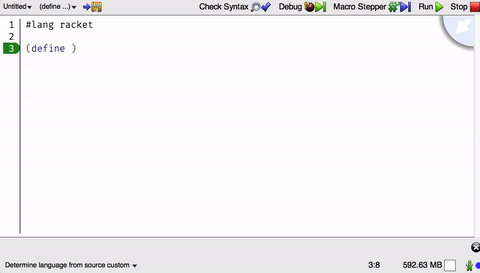 Untitled (define ...) Check Syntax Debug Macro Stepper Run Stop
1 #lang racket
2
3 (define )
Determine language from source custom 3:8 592.63 MB